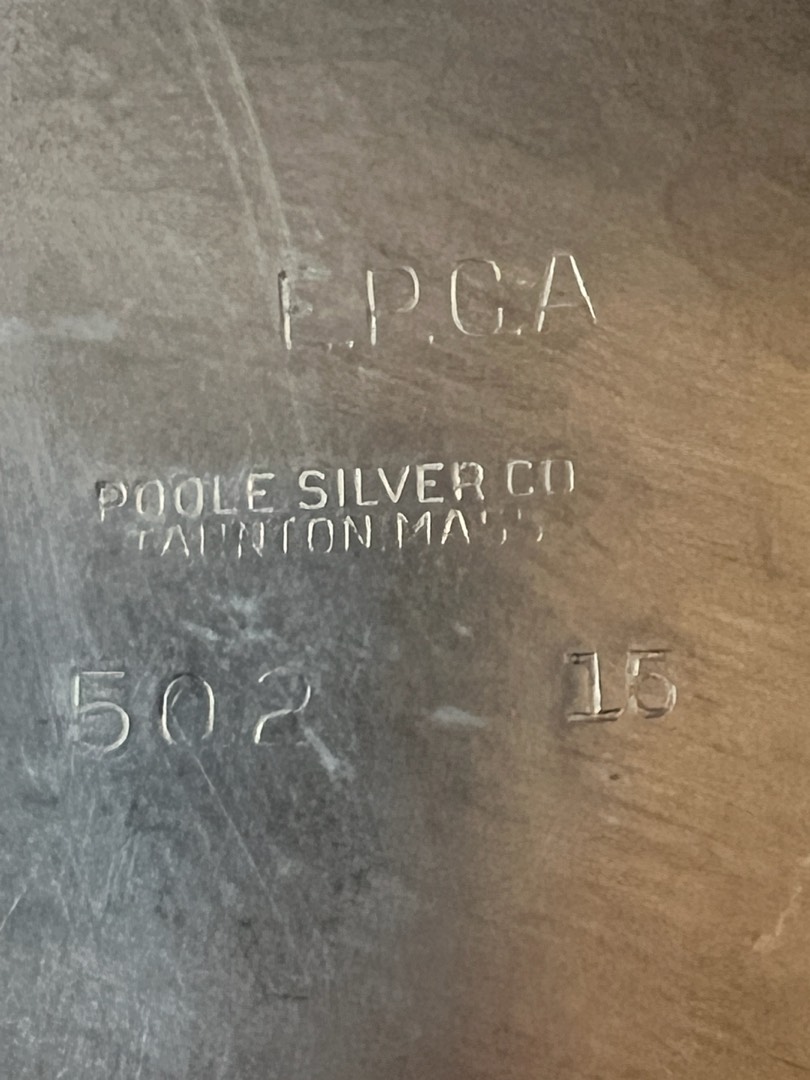 E.P.C.A
POOLE SILVER CO
TAUNTON, MASS
502 15